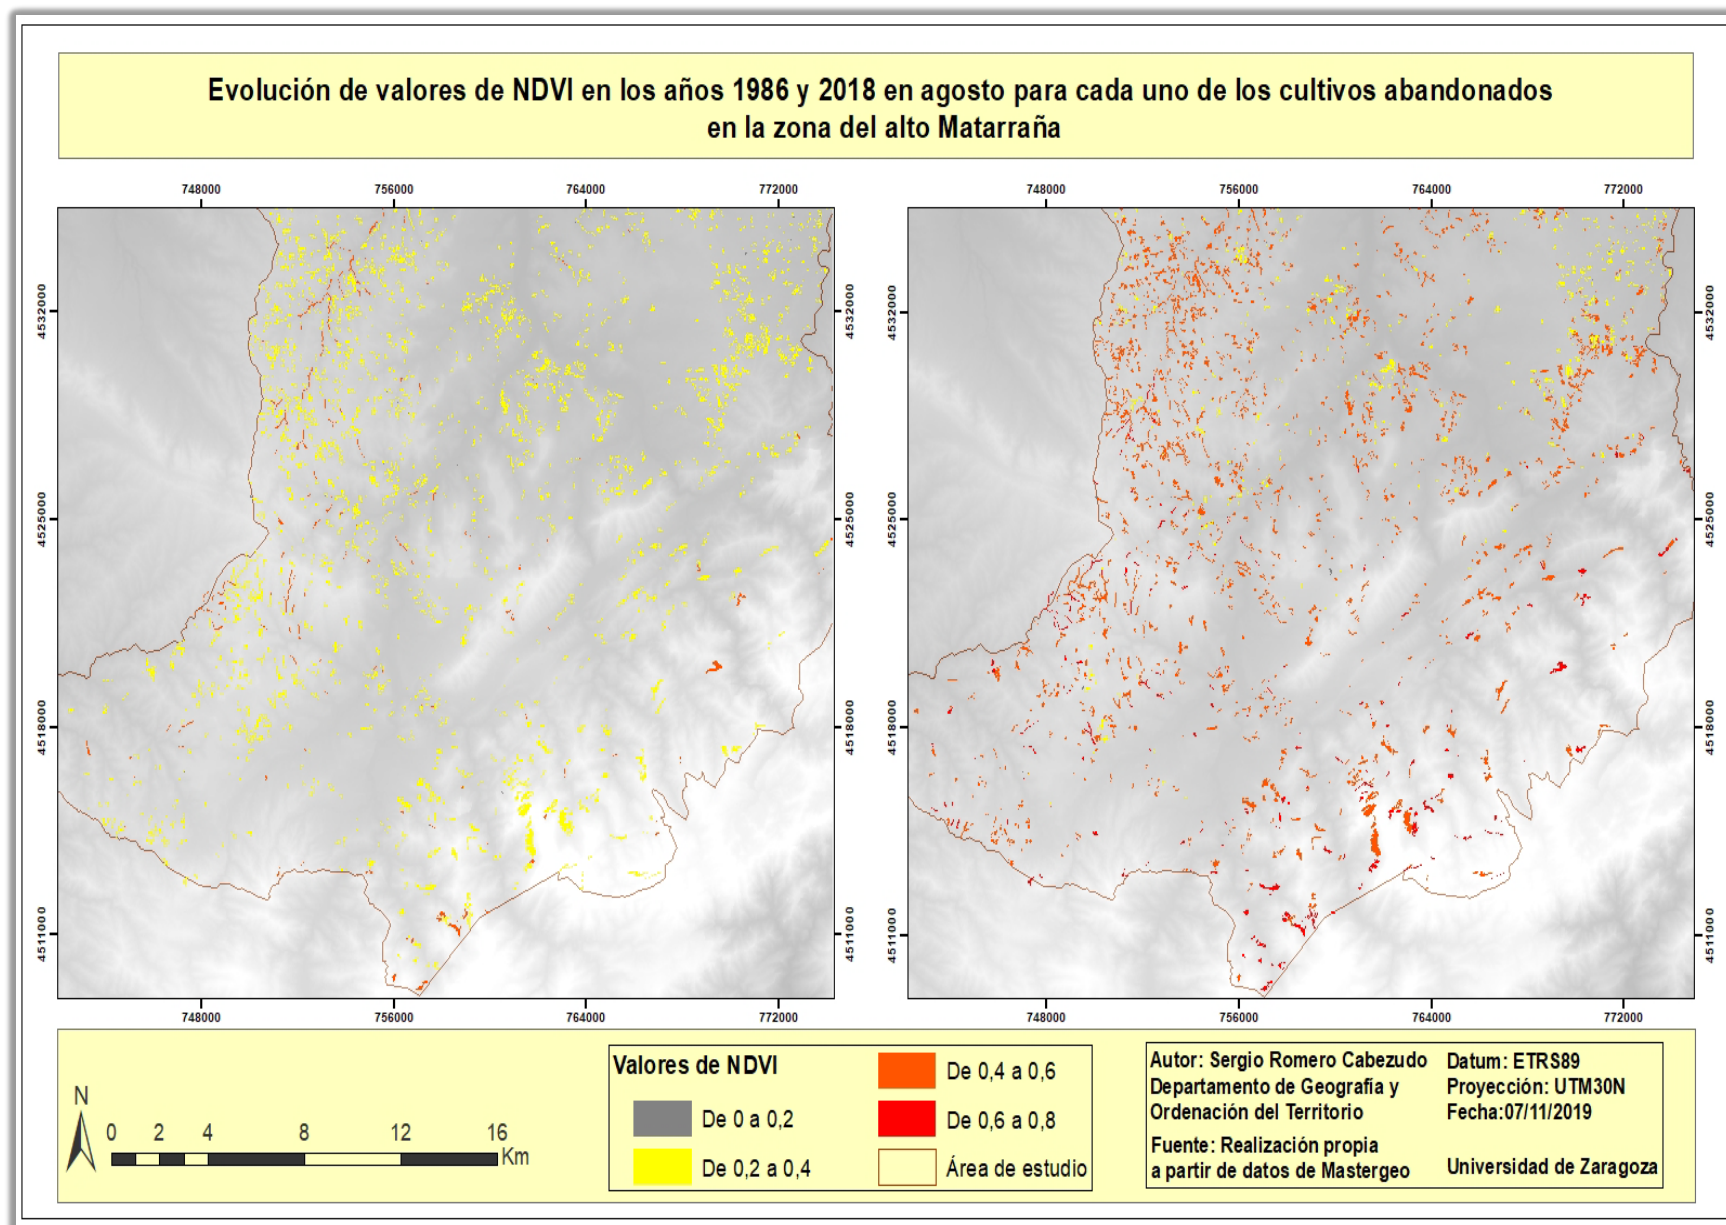 Evolución de valores de NDVI en los años 1986 y 2018 en agosto para cada uno de los cultivos abandonados
en la zona del alto Matarraña
748000 756000 764000 772000
748000 756000 764000 772000
4532000 4532000 4532000
4525000 4525000 4525000
4518000 4518000 4518000
4511000 4511000 4511000
748000 756000 764000 772000
748000 756000 764000 772000
N
0 2 4 8 12 16
Km
Valores de NDVI
De 0 a 0,2
De 0,2 a 0,4
De 0,4 a 0,6
De 0,6 a 0,8
Área de estudio
Autor: Sergio Romero Cabezudo
Departamento de Geografía y
Ordenación del Territorio
Fuente: Realización propia
a partir de datos de Mastergeo
Datum: ETRS89
Proyección: UTM30N
Fecha:07/11/2019
Universidad de Zaragoza